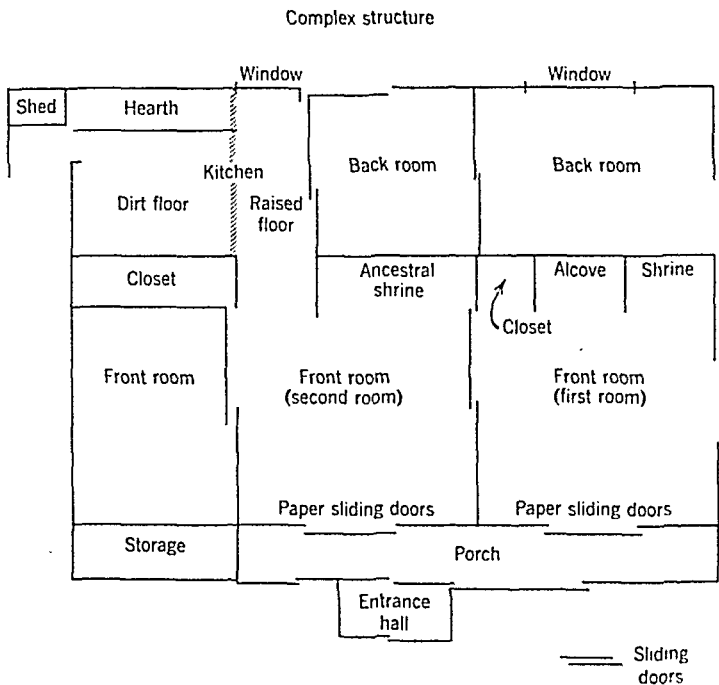 Complex structure
Window
Window
Shed
Hearth
Kitchen
Back room
Back room
Dirt floor
Raised
floor
Closet
Ancestral
shrine
Alcove
Shrine
Closet
Front room
Front room
(second room)
Front room
(first room)
Paper sliding doors
Paper sliding doors
Storage
Porch
Entrance
hall
Sliding
doors